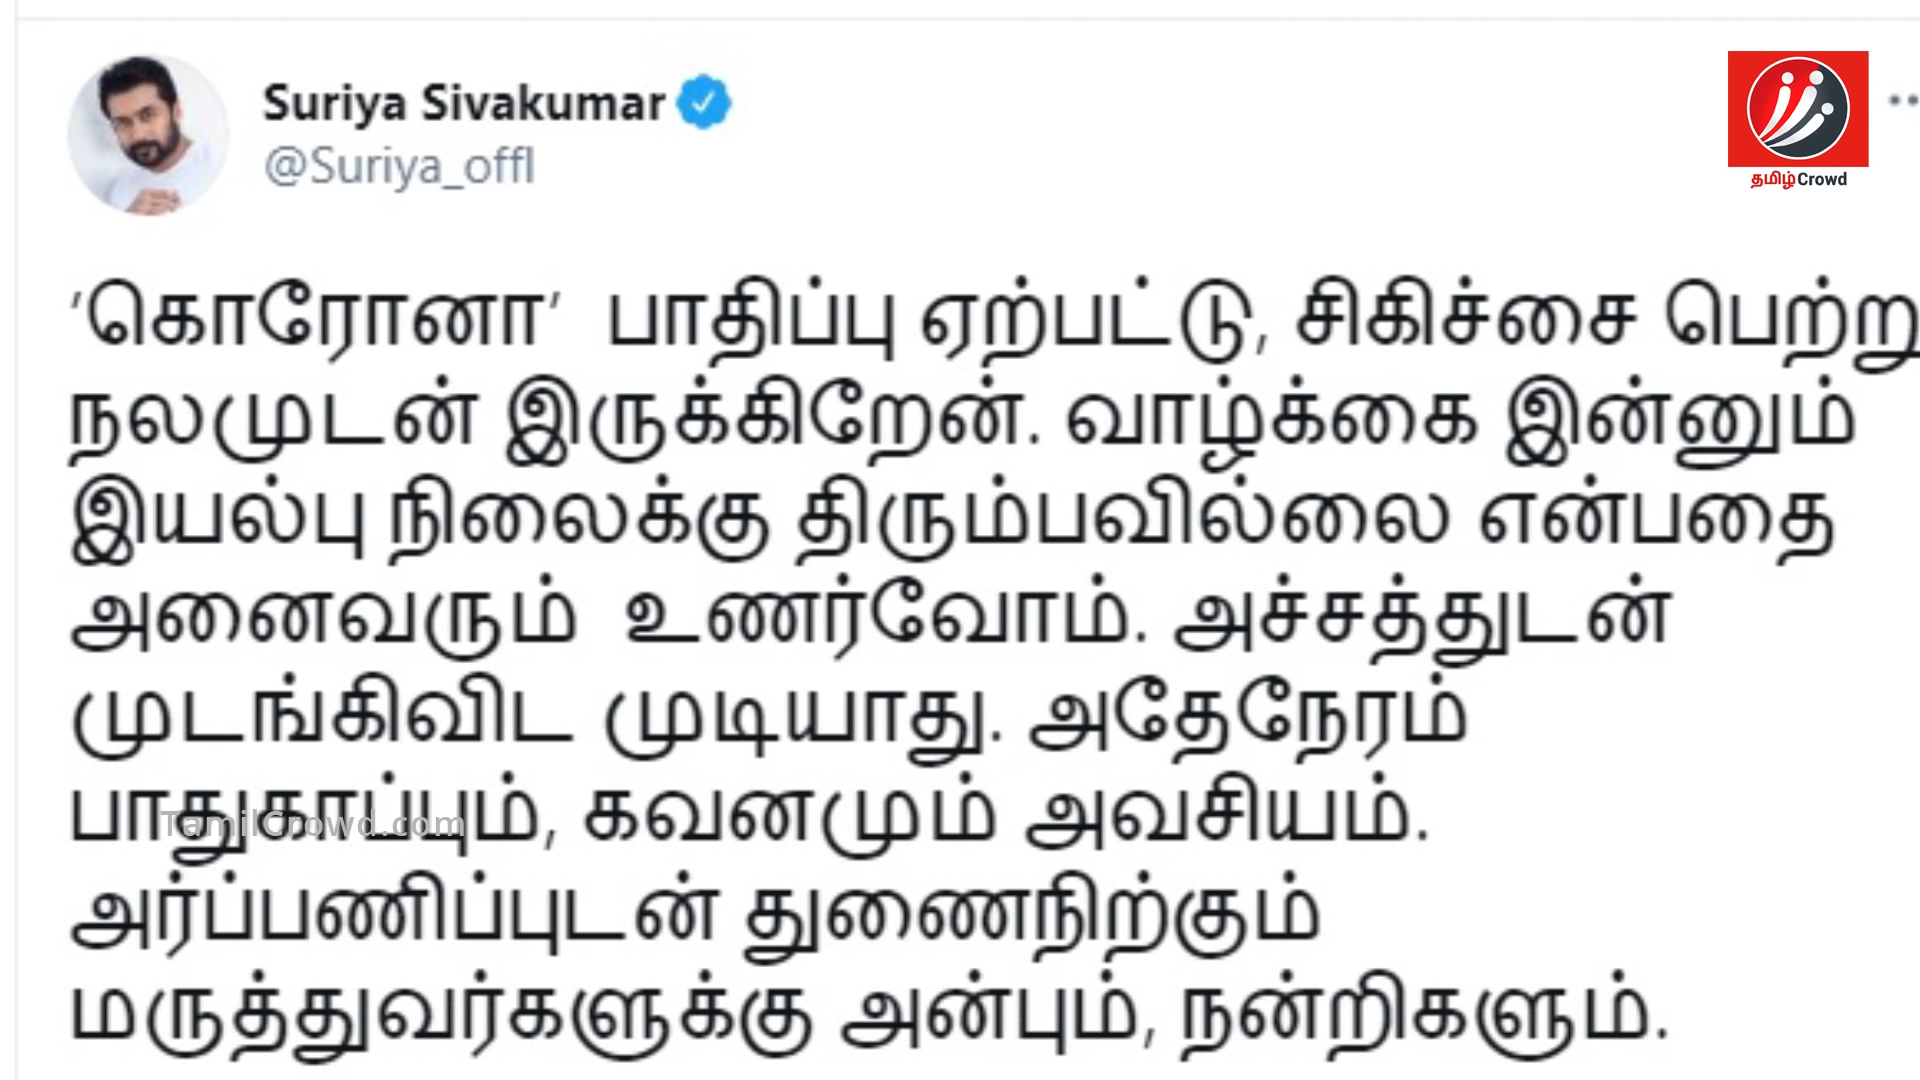 Suriya Sivakumar
@Suriya_offl
தமிழ்Crowd
'கொரோனா' பாதிப்பு ஏற்பட்டு, சிகிச்சை பெற்று
நலமுடன் இருக்கிறேன். வாழ்க்கை இன்னும்
இயல்பு நிலைக்கு திரும்பவில்லை என்பதை
அனைவரும் உணர்வோம். அச்சத்துடன்
முடங்கிவிட முடியாது. அதேநேரம்
பாதுகாப்பும், கவனமும் அவசியம்.
TamilCrowd.com
அர்ப்பணிப்புடன் துணைநிற்கும்
மருத்துவர்களுக்கு அன்பும், நன்றிகளும்.